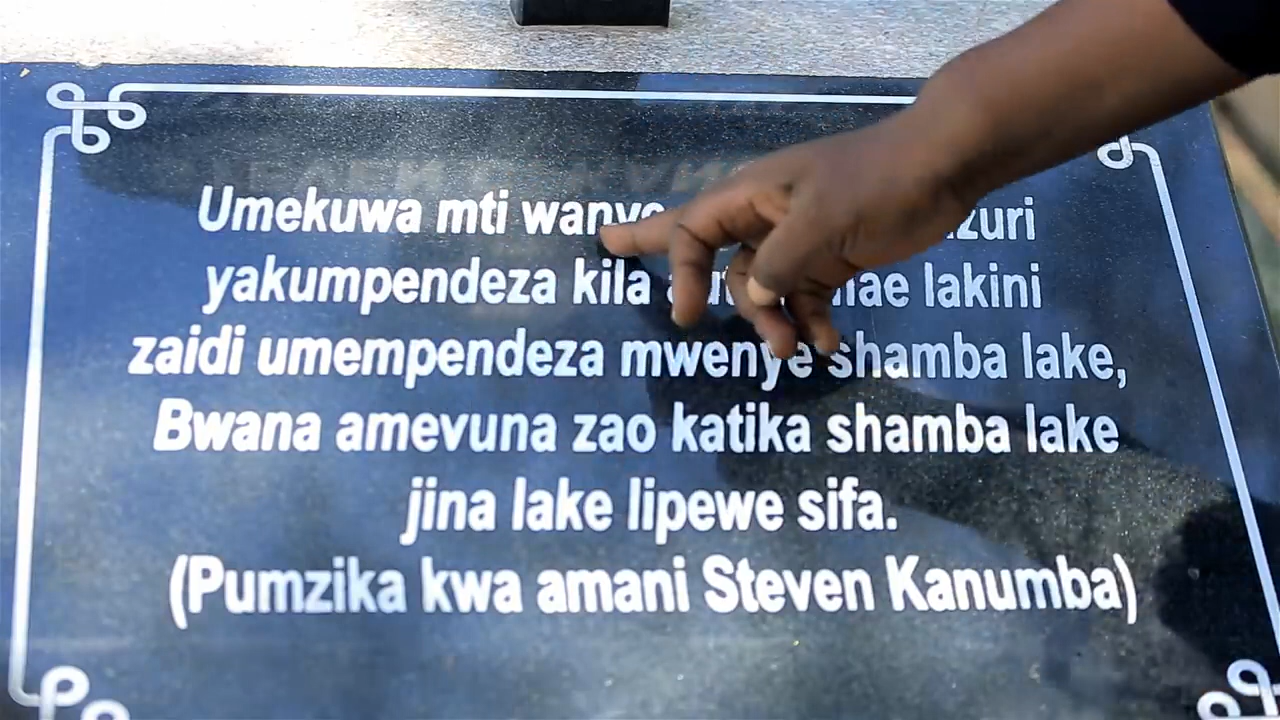 Umekuwa mti
yakumpendeza kila lakini
zaidi umempendeza mwenye shamba lake,
Bwana amevuna zao katika shamba lake
jina lake lipewe sifa.
(Pumzika kwa amani Steven Kanumba)